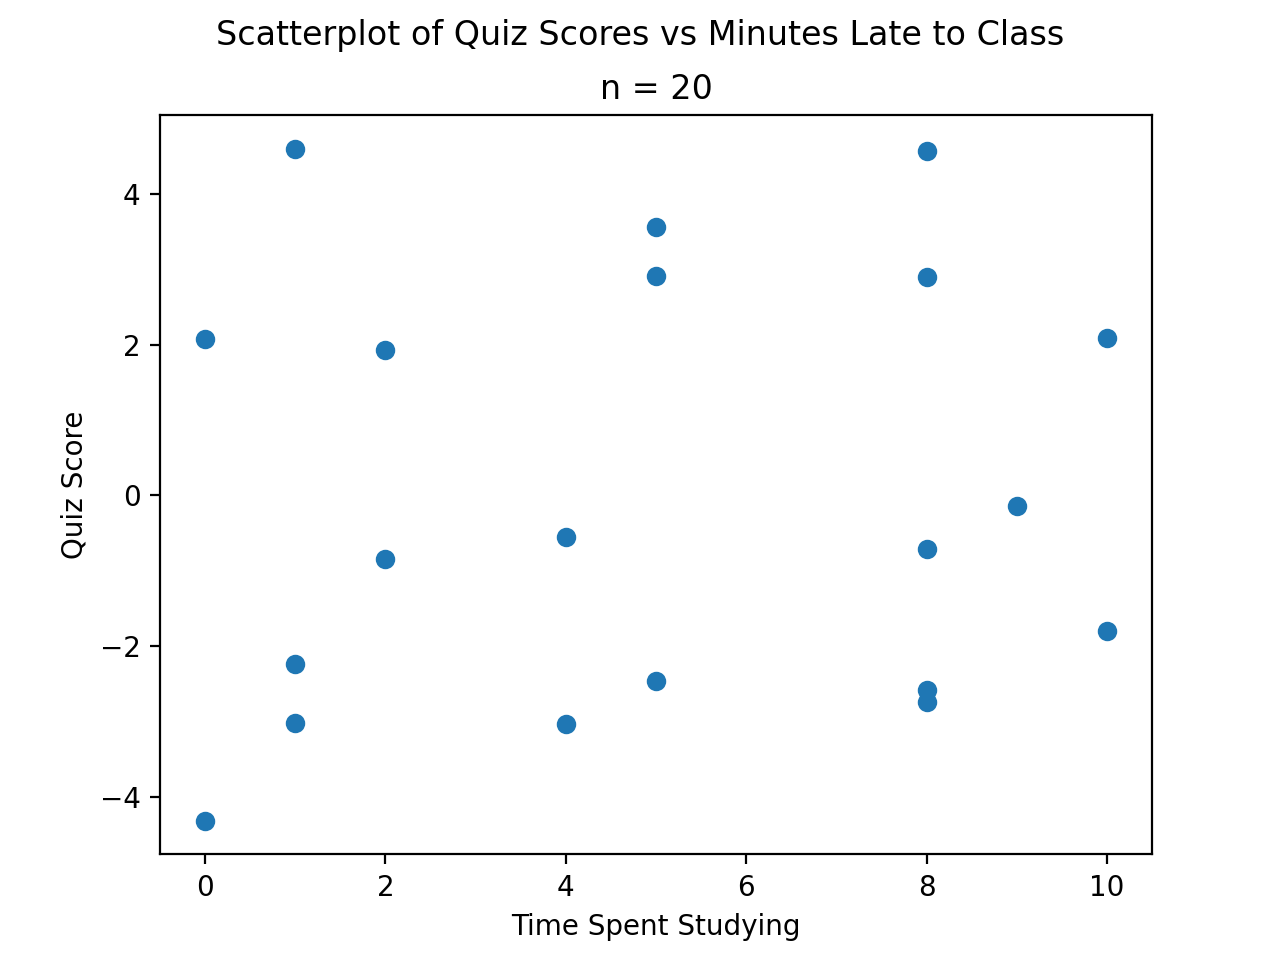 Scatterplot of Quiz Scores vs Minutes Late to Class
n = 20
4
2
0
−2
−4
Quiz Score
0 2 4 6 8 10
Time Spent Studying